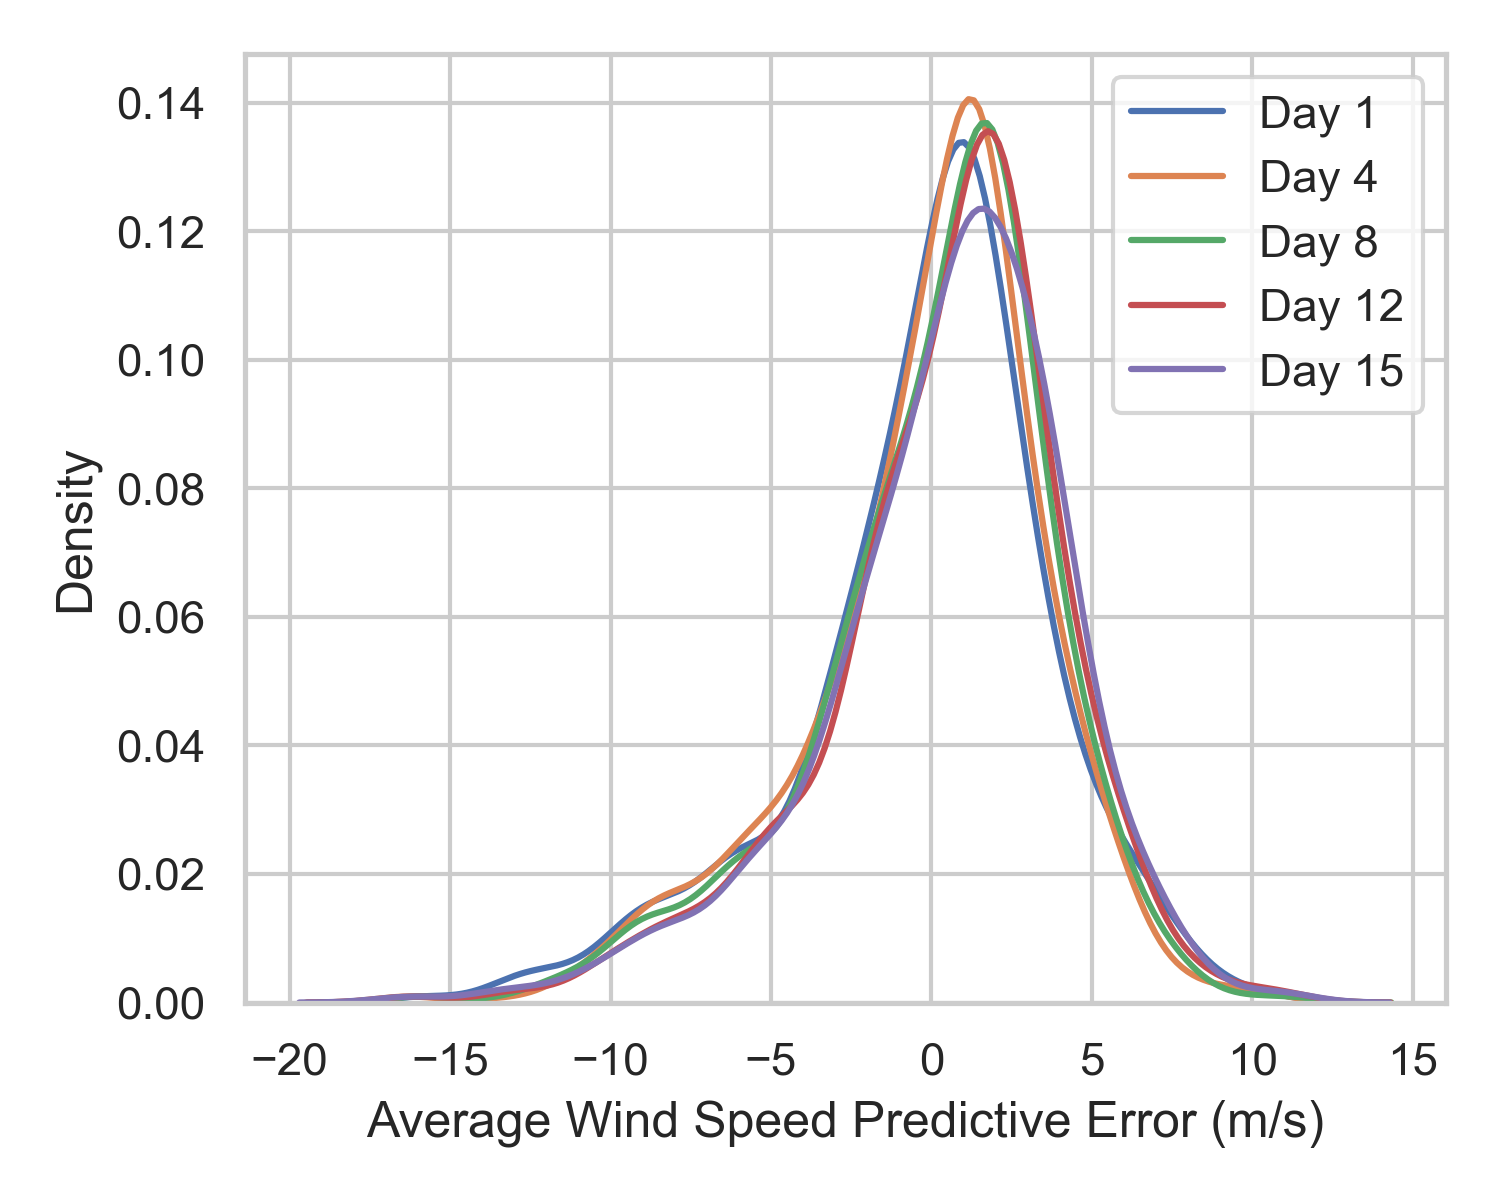 0.14
0.12
0.10
0.08
0.06
0.04
0.02
0.00
Density
Day 1
Day 4
Day 8
Day 12
Day 15
−20 −15 −10 −5 0 5 10 15
Average Wind Speed Predictive Error (m/s)